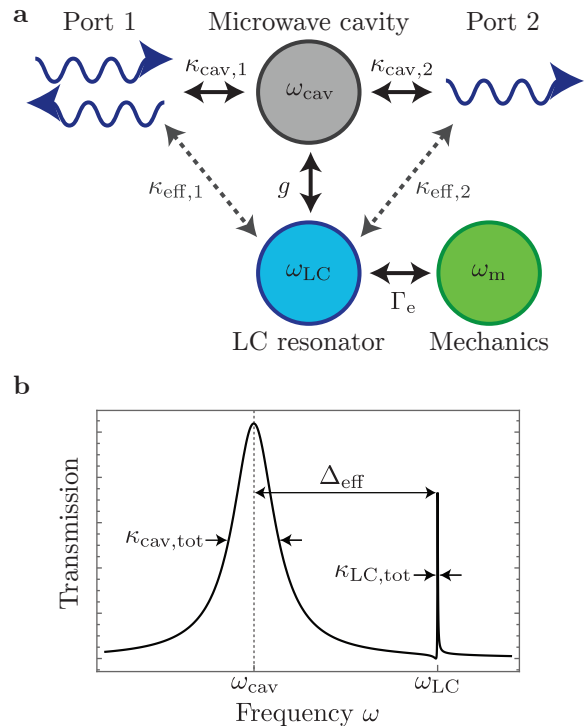 a
Port 1 Microwave cavity Port 2
κcav,1 κcav,2
ωcav
κeff,1 g κeff,2
ωLC ωm
Γe
LC resonator Mechanics
b
Δeff
κcav,tot
κLC,tot
Transmission
ωcav ωLC
Frequency ω